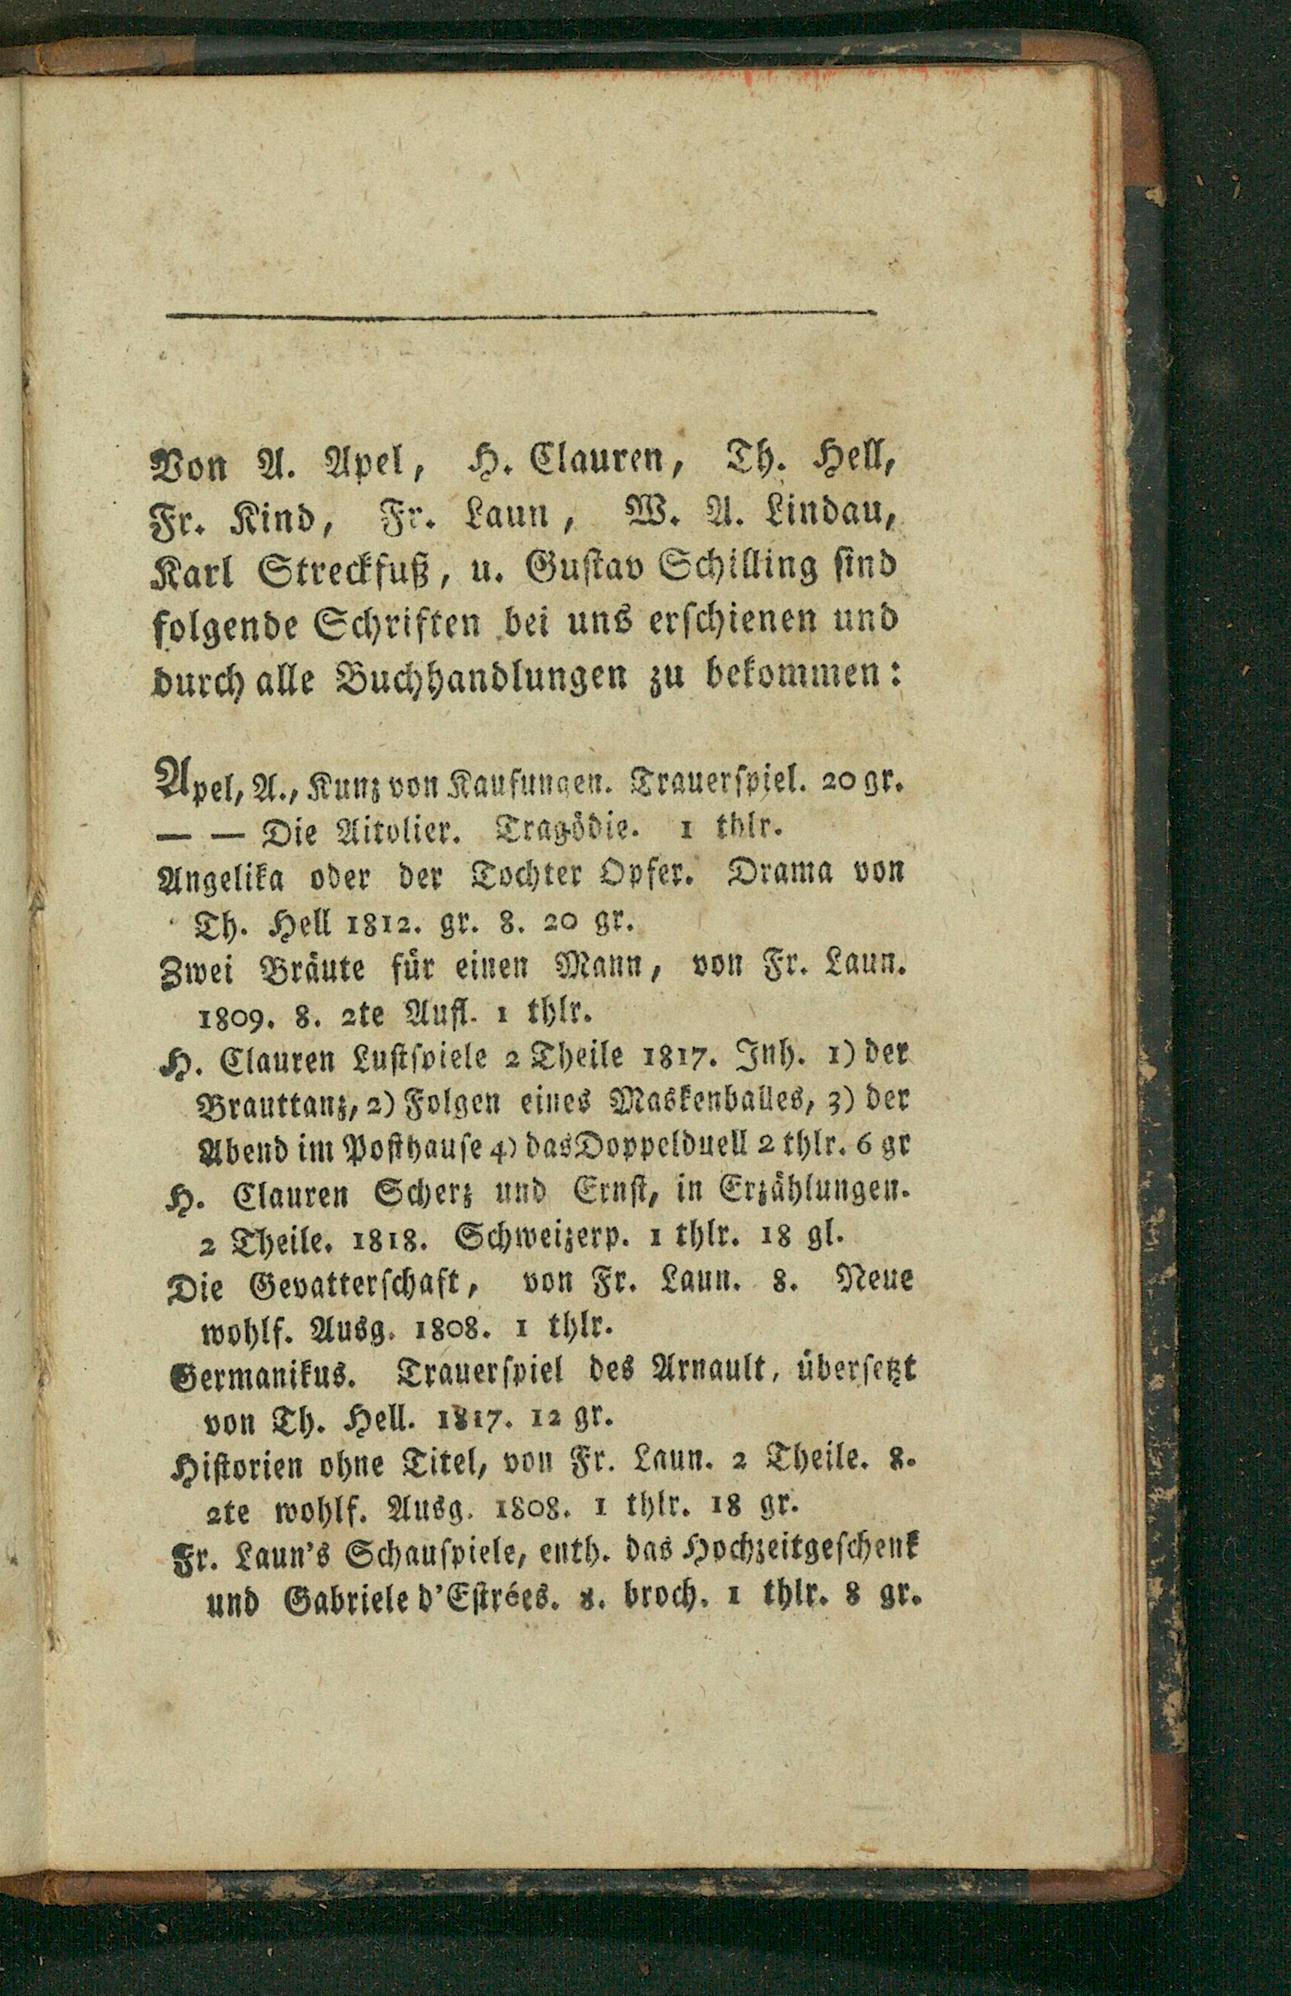 Von A. Apel, H. Clauren, Th. Hell,
Fr. Kind, Fr. Laun, W. A. Lindau,
Karl Streckfuß, u. Gustav Schilling sind
folgende Schriften bei uns erschienen und
durch alle Buchhandlungen zu bekommen:
Apel, A., Kunz von Kaufungen. Trauerspiel. 20 gr.
— — Die Aitolier. Tragödie. 1 thlr.
Angelika oder der Tochter Opfer. Drama von
Th. Hell 1812. gr. 8. 20 gr.
Zwei Bräute für einen Mann, von Fr. Laun.
1809. 8. 2te Aufl. 1 thlr.
H. Clauren Lustspiele 2 Theile 1817. Inh. 1) der
Brauttanz, 2) Folgen eines Maskenballes, 3) der
Abend im Posthause 4) das Doppelduell 2 thlr. 6 gr
H. Clauren Scherz und Ernst, in Erzählungen.
2 Theile. 1818. Schweizerp. 1 thlr. 18 gl.
Die Gevatterschaft, von Fr. Laun. 8. Neue
wohlf. Ausg. 1808. 1 thlr.
Germanikus. Trauerspiel des Arnault, übersetzt
von Th. Hell. 1817. 12 gr.
Historien ohne Titel, von Fr. Laun. 2 Theile. 8.
2te wohlf. Ausg. 1808. 1 thlr. 18 gr.
Fr. Laun's Schauspiele, enth. das Hochzeitgeschenk
und Gabriele d'Estrées. 8. broch. 1 thlr. 8 gr.